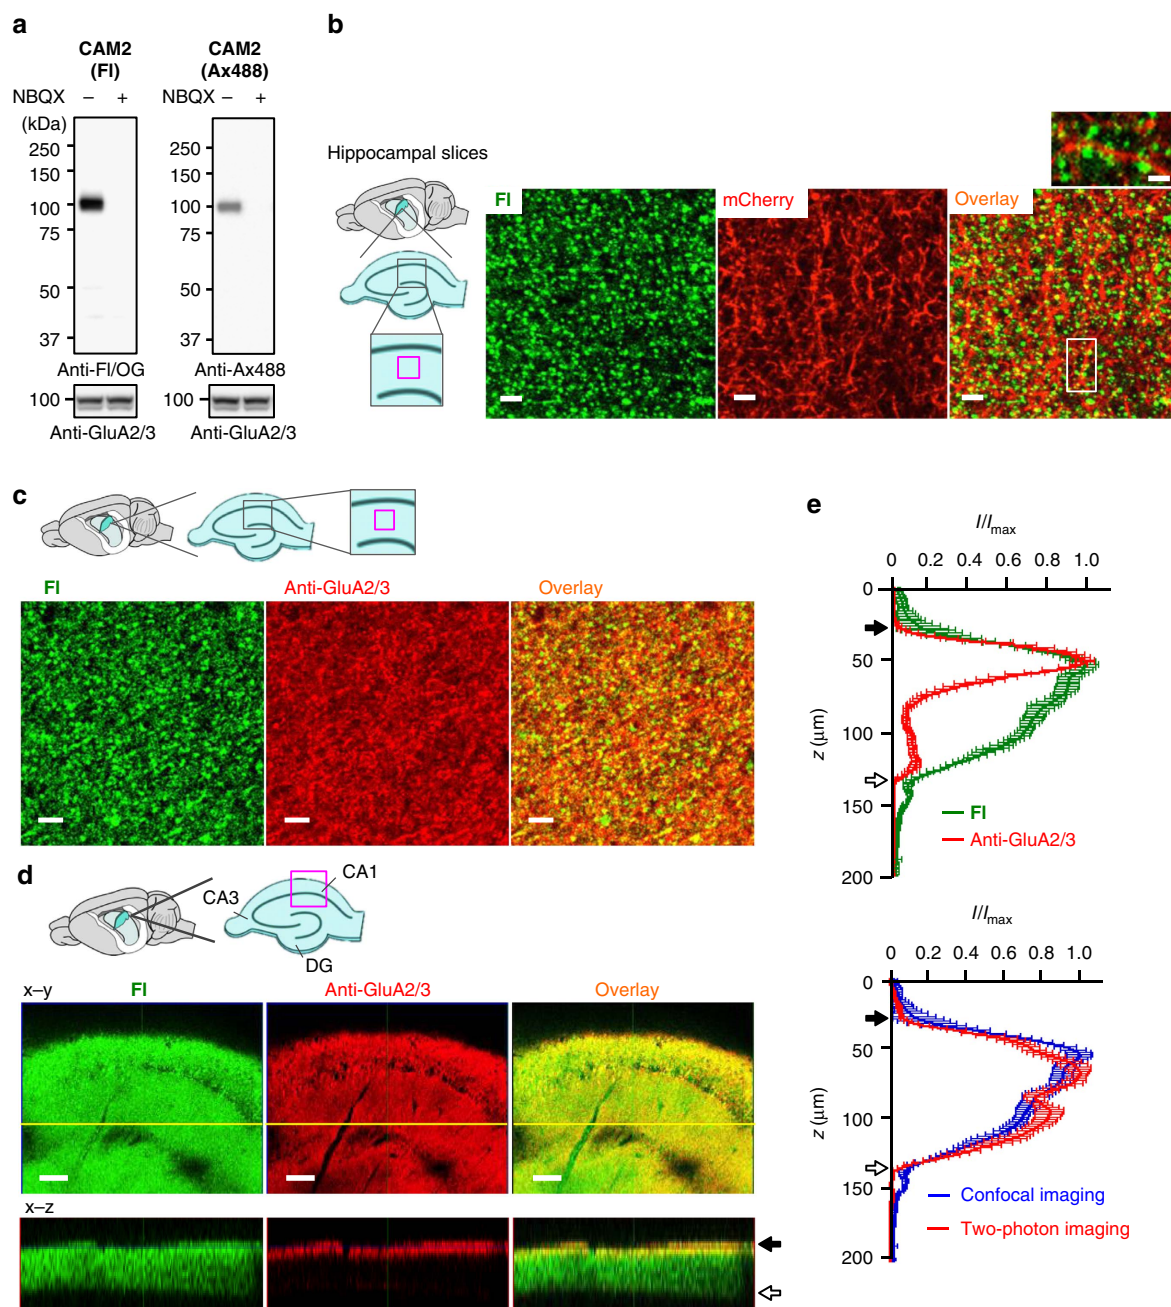 a
CAM2
(Fl)
CAM2
(Ax488)
NBQX – +
NBQX – +
(kDa)
250
150
100
75
50
37
250
150
100
75
50
37
Anti-Fl/OG
Anti-Ax488
100
100
Anti-GluA2/3
Anti-GluA2/3
b
Hippocampal slices
Fl
mCherry
Overlay
c
Fl
Anti-GluA2/3
Overlay
d
CA3
CA1
DG
x–y
Fl
Anti-GluA2/3
Overlay
x–z
e
I/Imax
0 0.2 0.6 0.8 1.0
0
50
100
150
200
z (μm)
Fl
Anti-GluA2/3
I/Imax
0 0.2 0.4 0.6 0.8 1.0
0
50
100
150
200
z (μm)
Confocal imaging
Two-photon imaging